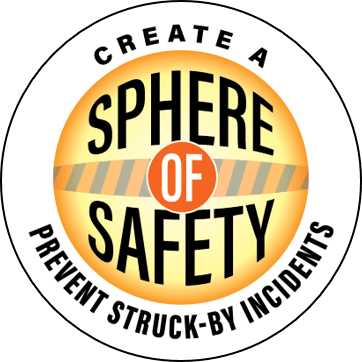 CREATE A
SPHERE
OF
SAFETY
PREVENT STRUCK-BY INCIDENTS